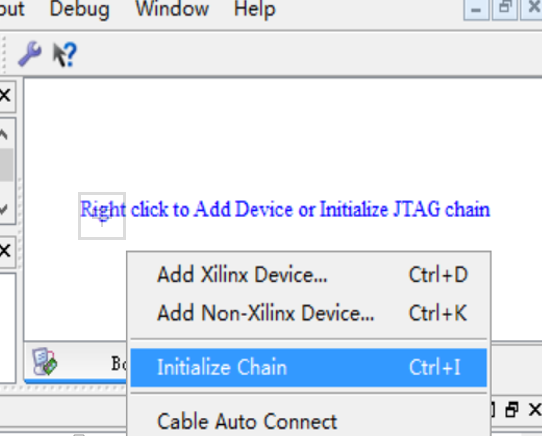 Debug Window Help
Right click to Add Device or Initialize JTAG chain
Add Xilinx Device... Ctrl+D
Add Non-Xilinx Device... Ctrl+K
Initialize Chain Ctrl+I
Cable Auto Connect